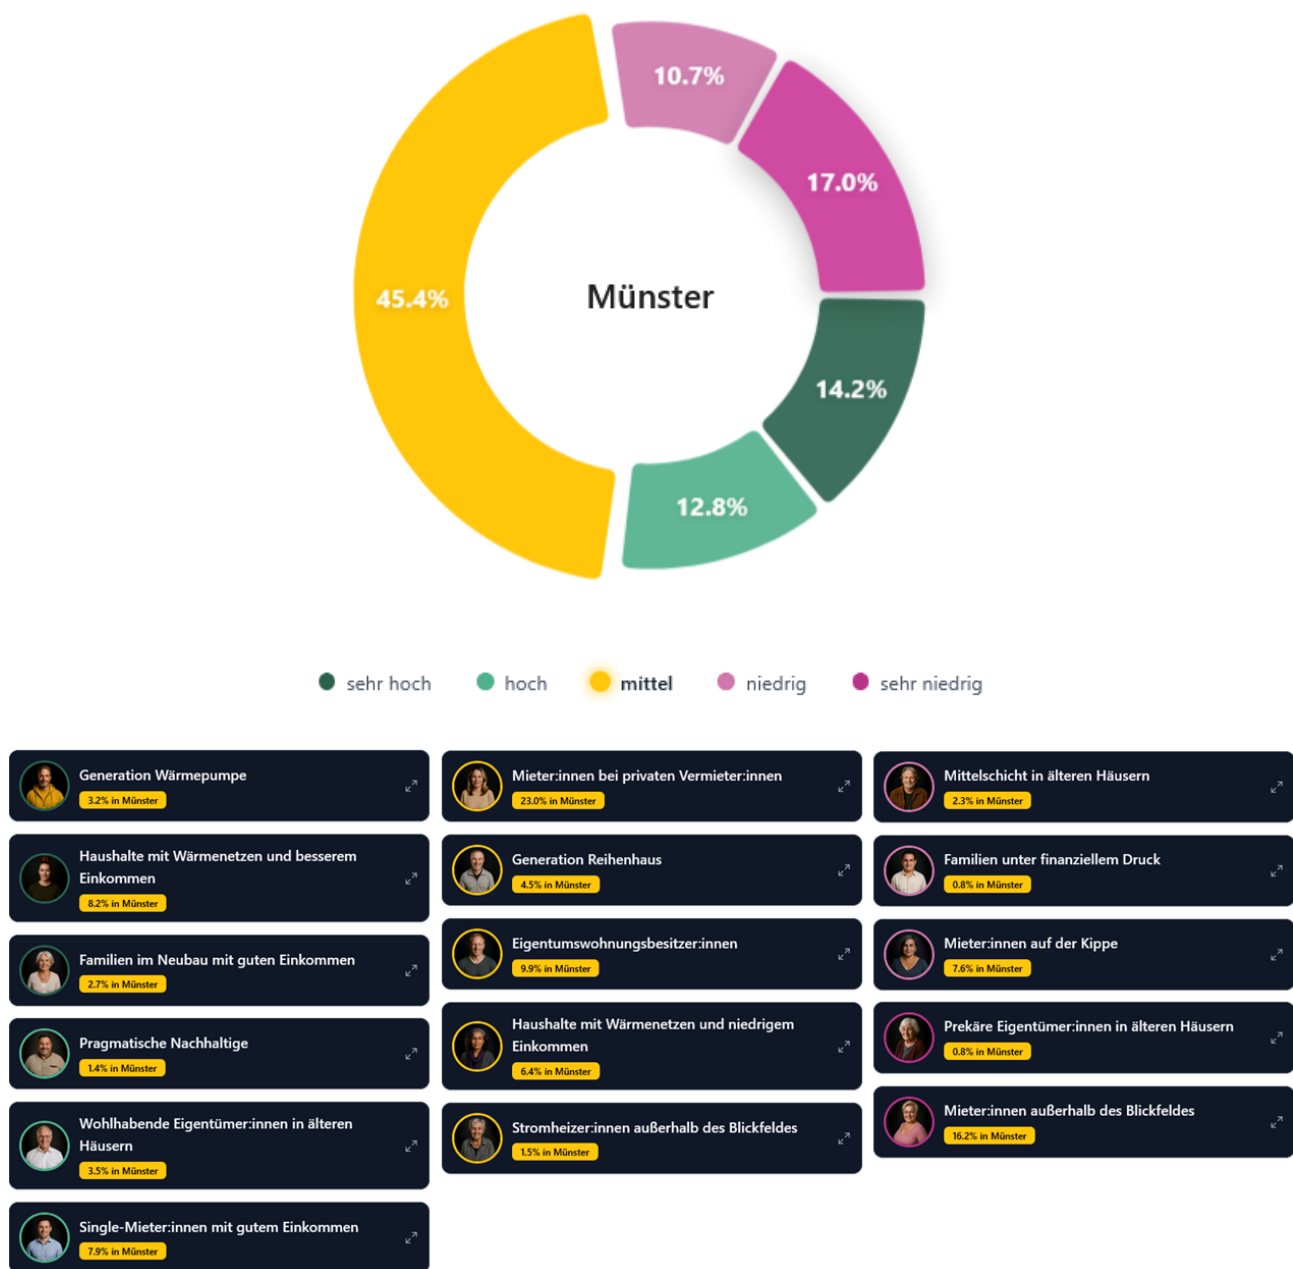 10.7%
17.0%
45.4%
Münster
14.2%
12.8%
sehr hoch
hoch
mittel
niedrig
sehr niedrig
Generation Wärmepumpe
3.2% in Münster
Haushalte mit Wärmenetzen und besserem
Einkommen
8.2% in Münster
Familien im Neubau mit guten Einkommen
2.7% in Münster
Pragmatische Nachhaltige
1.4% in Münster
Wohlhabende Eigentümer:innen in älteren
Häusern
3.5% in Münster
Single-Mieter:innen mit gutem Einkommen
7.9% in Münster
Mieter:innen bei privaten Vermieter:innen
23.0% in Münster
Generation Reihenhaus
4.5% in Münster
Eigentumswohnungsbesitzer:innen
9.9% in Münster
Haushalte mit Wärmenetzen und niedrigem
Einkommen
6.4% in Münster
Stromheizer:innen außerhalb des Blickfeldes
1.5% in Münster
Mittelschicht in älteren Häusern
2.3% in Münster
Familien unter finanziellem Druck
0.8% in Münster
Mieter:innen auf der Kippe
7.6% in Münster
Prekäre Eigentümer:innen in älteren Häusern
0.8% in Münster
Mieter:innen außerhalb des Blickfeldes
16.2% in Münster